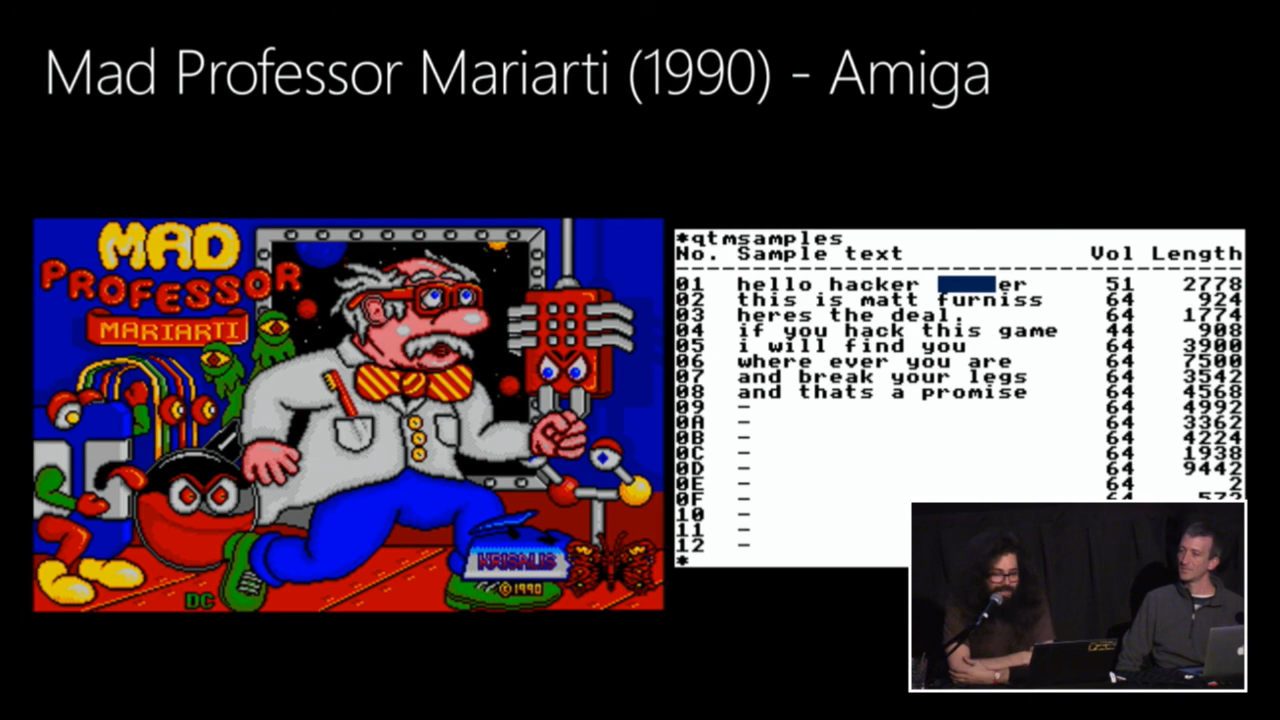 Mad Professor Mariarti (1990) - Amiga
MAD
PROFESSOR
MARIARTI
KRISALIS
©1990
DC
*qtmsamples
No. Sample text Vol Length
01 hello hacker er 51 2778
02 this is matt furniss 64 924
03 heres the deal. 64 1774
04 if you hack this game 44 908
05 i will find you 64 3900
06 where ever you are 64 7500
07 and break your legs 64 3542
08 and thats a promise 64 4568
09 - 64 4992
0A - 64 3362
0B - 64 4224
0C - 64 1938
0D - 64 9442
0E - 64 2
0F - 64 572
10 -
11 -
12 -
*